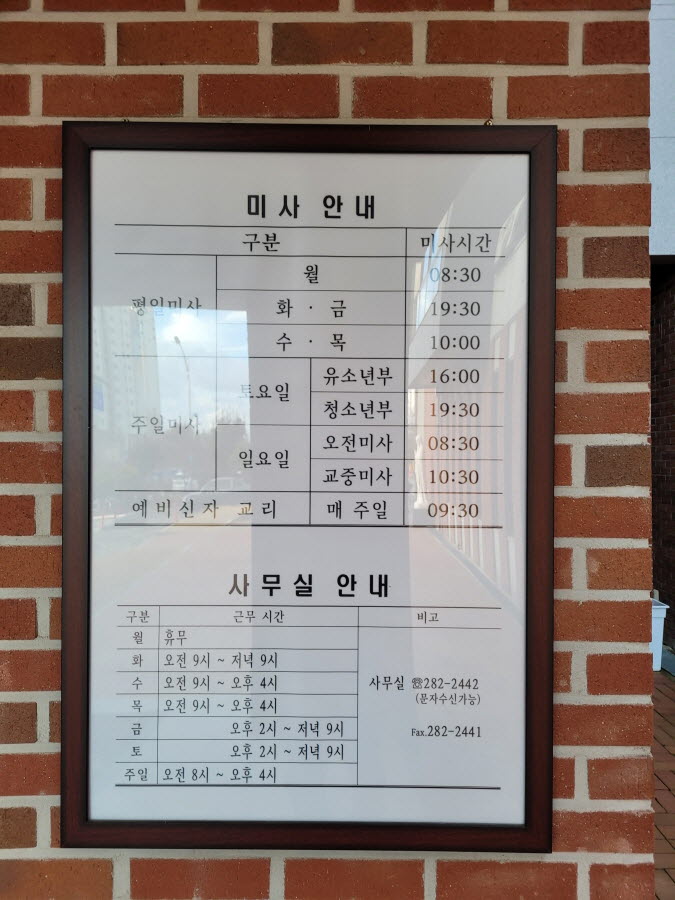 미사 안내
구분 미사시간
평일미사 월 08:30
화 · 금 19:30
수 · 목 10:00
주일미사 토요일 유소년부 16:00
청소년부 19:30
일요일 오전미사 08:30
교중미사 10:30
예비신자 교리 매 주일 09:30
사무실 안내
구분 근무 시간 비고
월 휴무
화 오전 9시 ~ 저녁 9시
수 오전 9시 ~ 오후 4시
목 오전 9시 ~ 오후 4시
금 오후 2시 ~ 저녁 9시
토 오후 2시 ~ 저녁 9시
주일 오전 8시 ~ 오후 4시
사무실 ☏282-2442
(문자수신가능)
Fax.282-2441